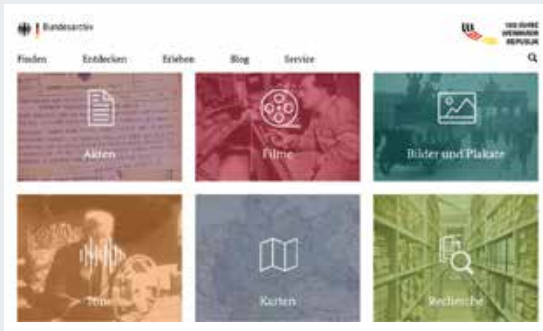 Bundesarchiv
100 JAHRE
WEIMARER
REPUBLIK
Finden Entdecken Erleben Blog Service
Akten Filme Bilder und Plakate
Töne Karten Recherche